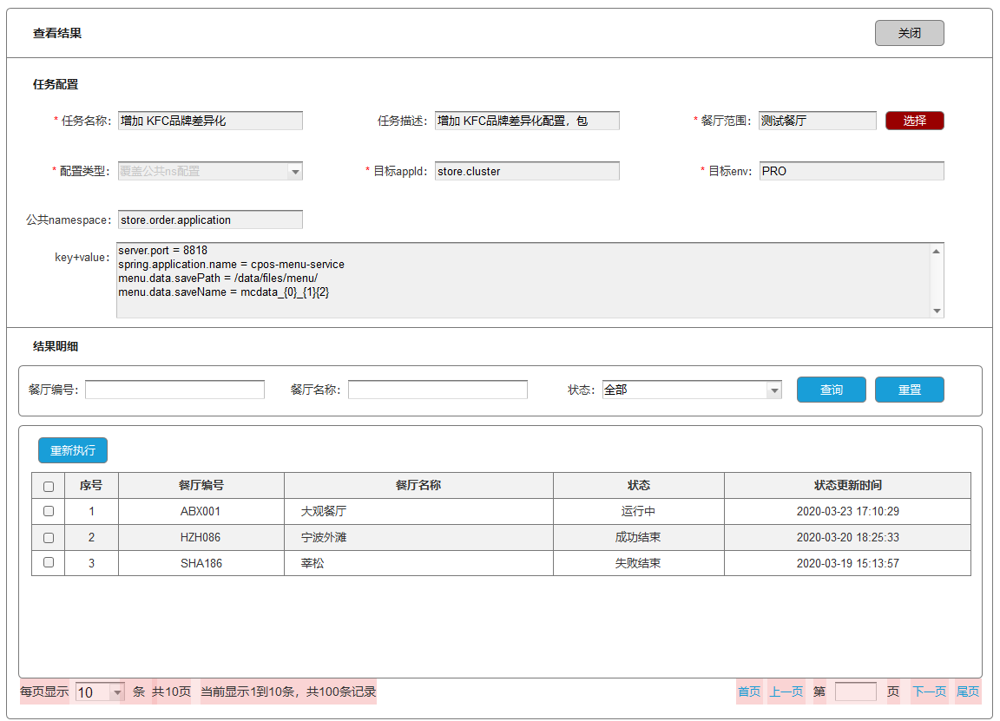 查看结果 关闭
任务配置
* 任务名称: 增加 KFC品牌差异化 任务描述: 增加 KFC品牌差异化配置，包 * 餐厅范围: 测试餐厅 选择
* 配置类型: 覆盖公共ns配置 * 目标appId: store.cluster * 目标env: PRO
公共namespace: store.order.application
key+value: server.port = 8818
spring.application.name = cpos-menu-service
menu.data.savePath = /data/files/menu/
menu.data.saveName = mcdata_{0}_{1}{2}
结果明细
餐厅编号: 餐厅名称: 状态: 全部 查询 重置
重新执行
序号 餐厅编号 餐厅名称 状态 状态更新时间
1 ABX001 大观餐厅 运行中 2020-03-23 17:10:29
2 HZH086 宁波外滩 成功结束 2020-03-20 18:25:33
3 SHA186 莘松 失败结束 2020-03-19 15:13:57
每页显示 10 条 共10页 当前显示1到10条，共100条记录 首页 上一页 第 页 下一页 尾页